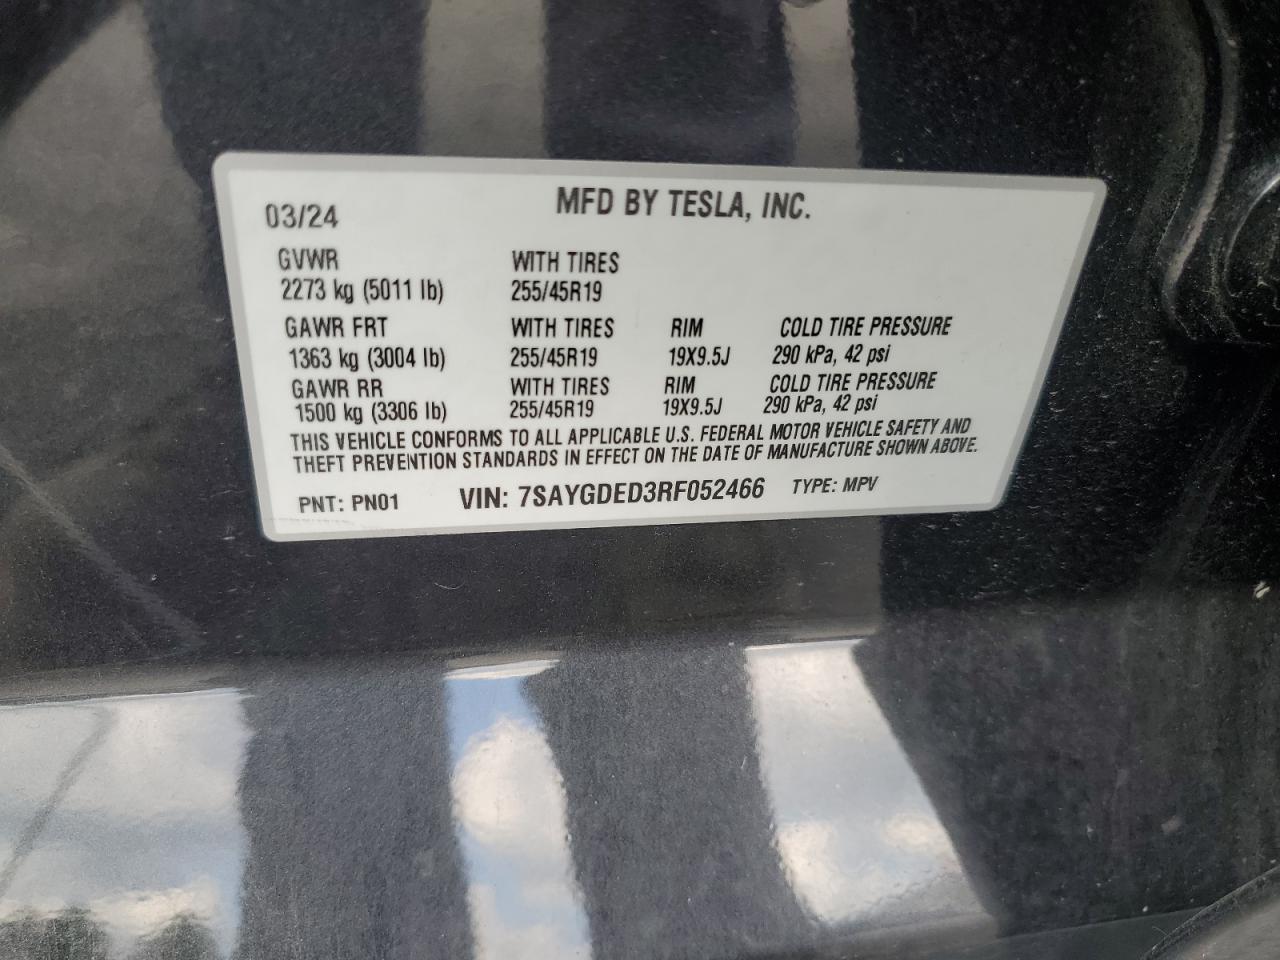 03/24 MFD BY TESLA, INC.
GVWR WITH TIRES
2273 kg (5011 lb) 255/45R19
GAWR FRT WITH TIRES RIM COLD TIRE PRESSURE
1363 kg (3004 lb) 255/45R19 19X9.5J 290 kPa, 42 psi
GAWR RR WITH TIRES RIM COLD TIRE PRESSURE
1500 kg (3306 lb) 255/45R19 19X9.5J 290 kPa, 42 psi
THIS VEHICLE CONFORMS TO ALL APPLICABLE U.S. FEDERAL MOTOR VEHICLE SAFETY AND
THEFT PREVENTION STANDARDS IN EFFECT ON THE DATE OF MANUFACTURE SHOWN ABOVE.
PNT: PN01 VIN: 7SAYGDED3RF052466 TYPE: MPV